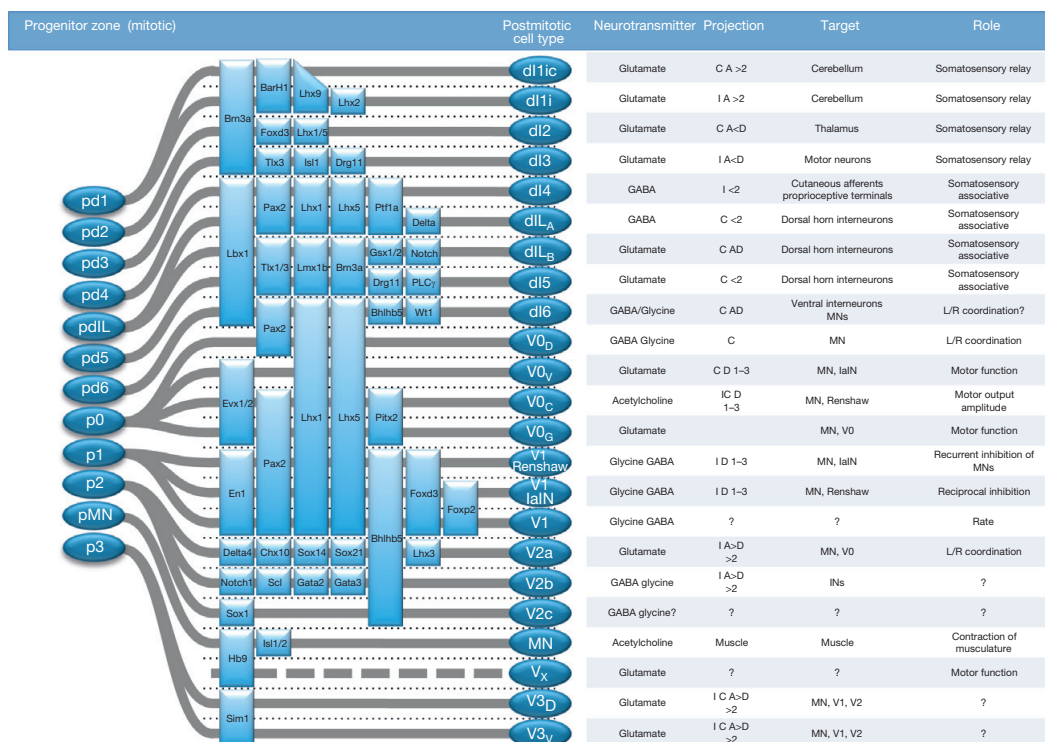 Progenitor zone (mitotic)
Postmitotic
cell type
Neurotransmitter
Projection
Target
Role
pd1
pd2
pd3
pd4
pdIL
pd5
pd6
p0
p1
p2
pMN
p3
Brn3a
BarH1
Lhx9
Lhx2
Foxd3
Lhx1/5
Tlx3
Isl1
Drg11
Lbx1
Pax2
Lhx1
Lhx5
Ptf1a
Delta
Tlx1/3
Lmx1b
Brn3a
Gsx1/2
Notch
Drg11
PLCγ
Pax2
Lhx1
Lhx5
Bhlhb5
Wt1
Evx1/2
Pax2
Pitx2
En1
Bhlhb5
Foxd3
Foxp2
Delta4
Chx10
Sox14
Sox21
Lhx3
Notch1
Scl
Gata2
Gata3
Sox1
Hb9
Isl1/2
Sim1
dI1ic Glutamate C A >2 Cerebellum Somatosensory relay
dI1i Glutamate I A >2 Cerebellum Somatosensory relay
dI2 Glutamate C A<D Thalamus Somatosensory relay
dI3 Glutamate I A<D Motor neurons Somatosensory relay
dI4 GABA I <2 Cutaneous afferents
proprioceptive terminals
Somatosensory
associative
dILA GABA C <2 Dorsal horn interneurons Somatosensory
associative
dILB Glutamate C AD Dorsal horn interneurons Somatosensory
associative
dI5 Glutamate C <2 Dorsal horn interneurons Somatosensory
associative
dI6 GABA/Glycine C AD Ventral interneurons
MNs
L/R coordination?
V0D GABA Glycine C MN L/R coordination
V0V Glutamate C D 1–3 MN, IaIN Motor function
V0C Acetylcholine IC D
1–3
MN, Renshaw Motor output
amplitude
V0G Glutamate MN, V0 Motor function
V1
Renshaw
Glycine GABA I D 1–3 MN, IaIN Recurrent inhibition of
MNs
V1
IaIN
Glycine GABA I D 1–3 MN, Renshaw Reciprocal inhibition
V1 Glycine GABA ? ? Rate
V2a Glutamate I A>D
>2
MN, V0 L/R coordination
V2b GABA glycine I A>D
>2
INs ?
V2c GABA glycine? ? ? ?
MN Acetylcholine Muscle Muscle Contraction of
musculature
VX Glutamate ? ? Motor function
V3D Glutamate I C A>D
>2
MN, V1, V2 ?
V3V Glutamate I C A>D
>2
MN, V1, V2 ?